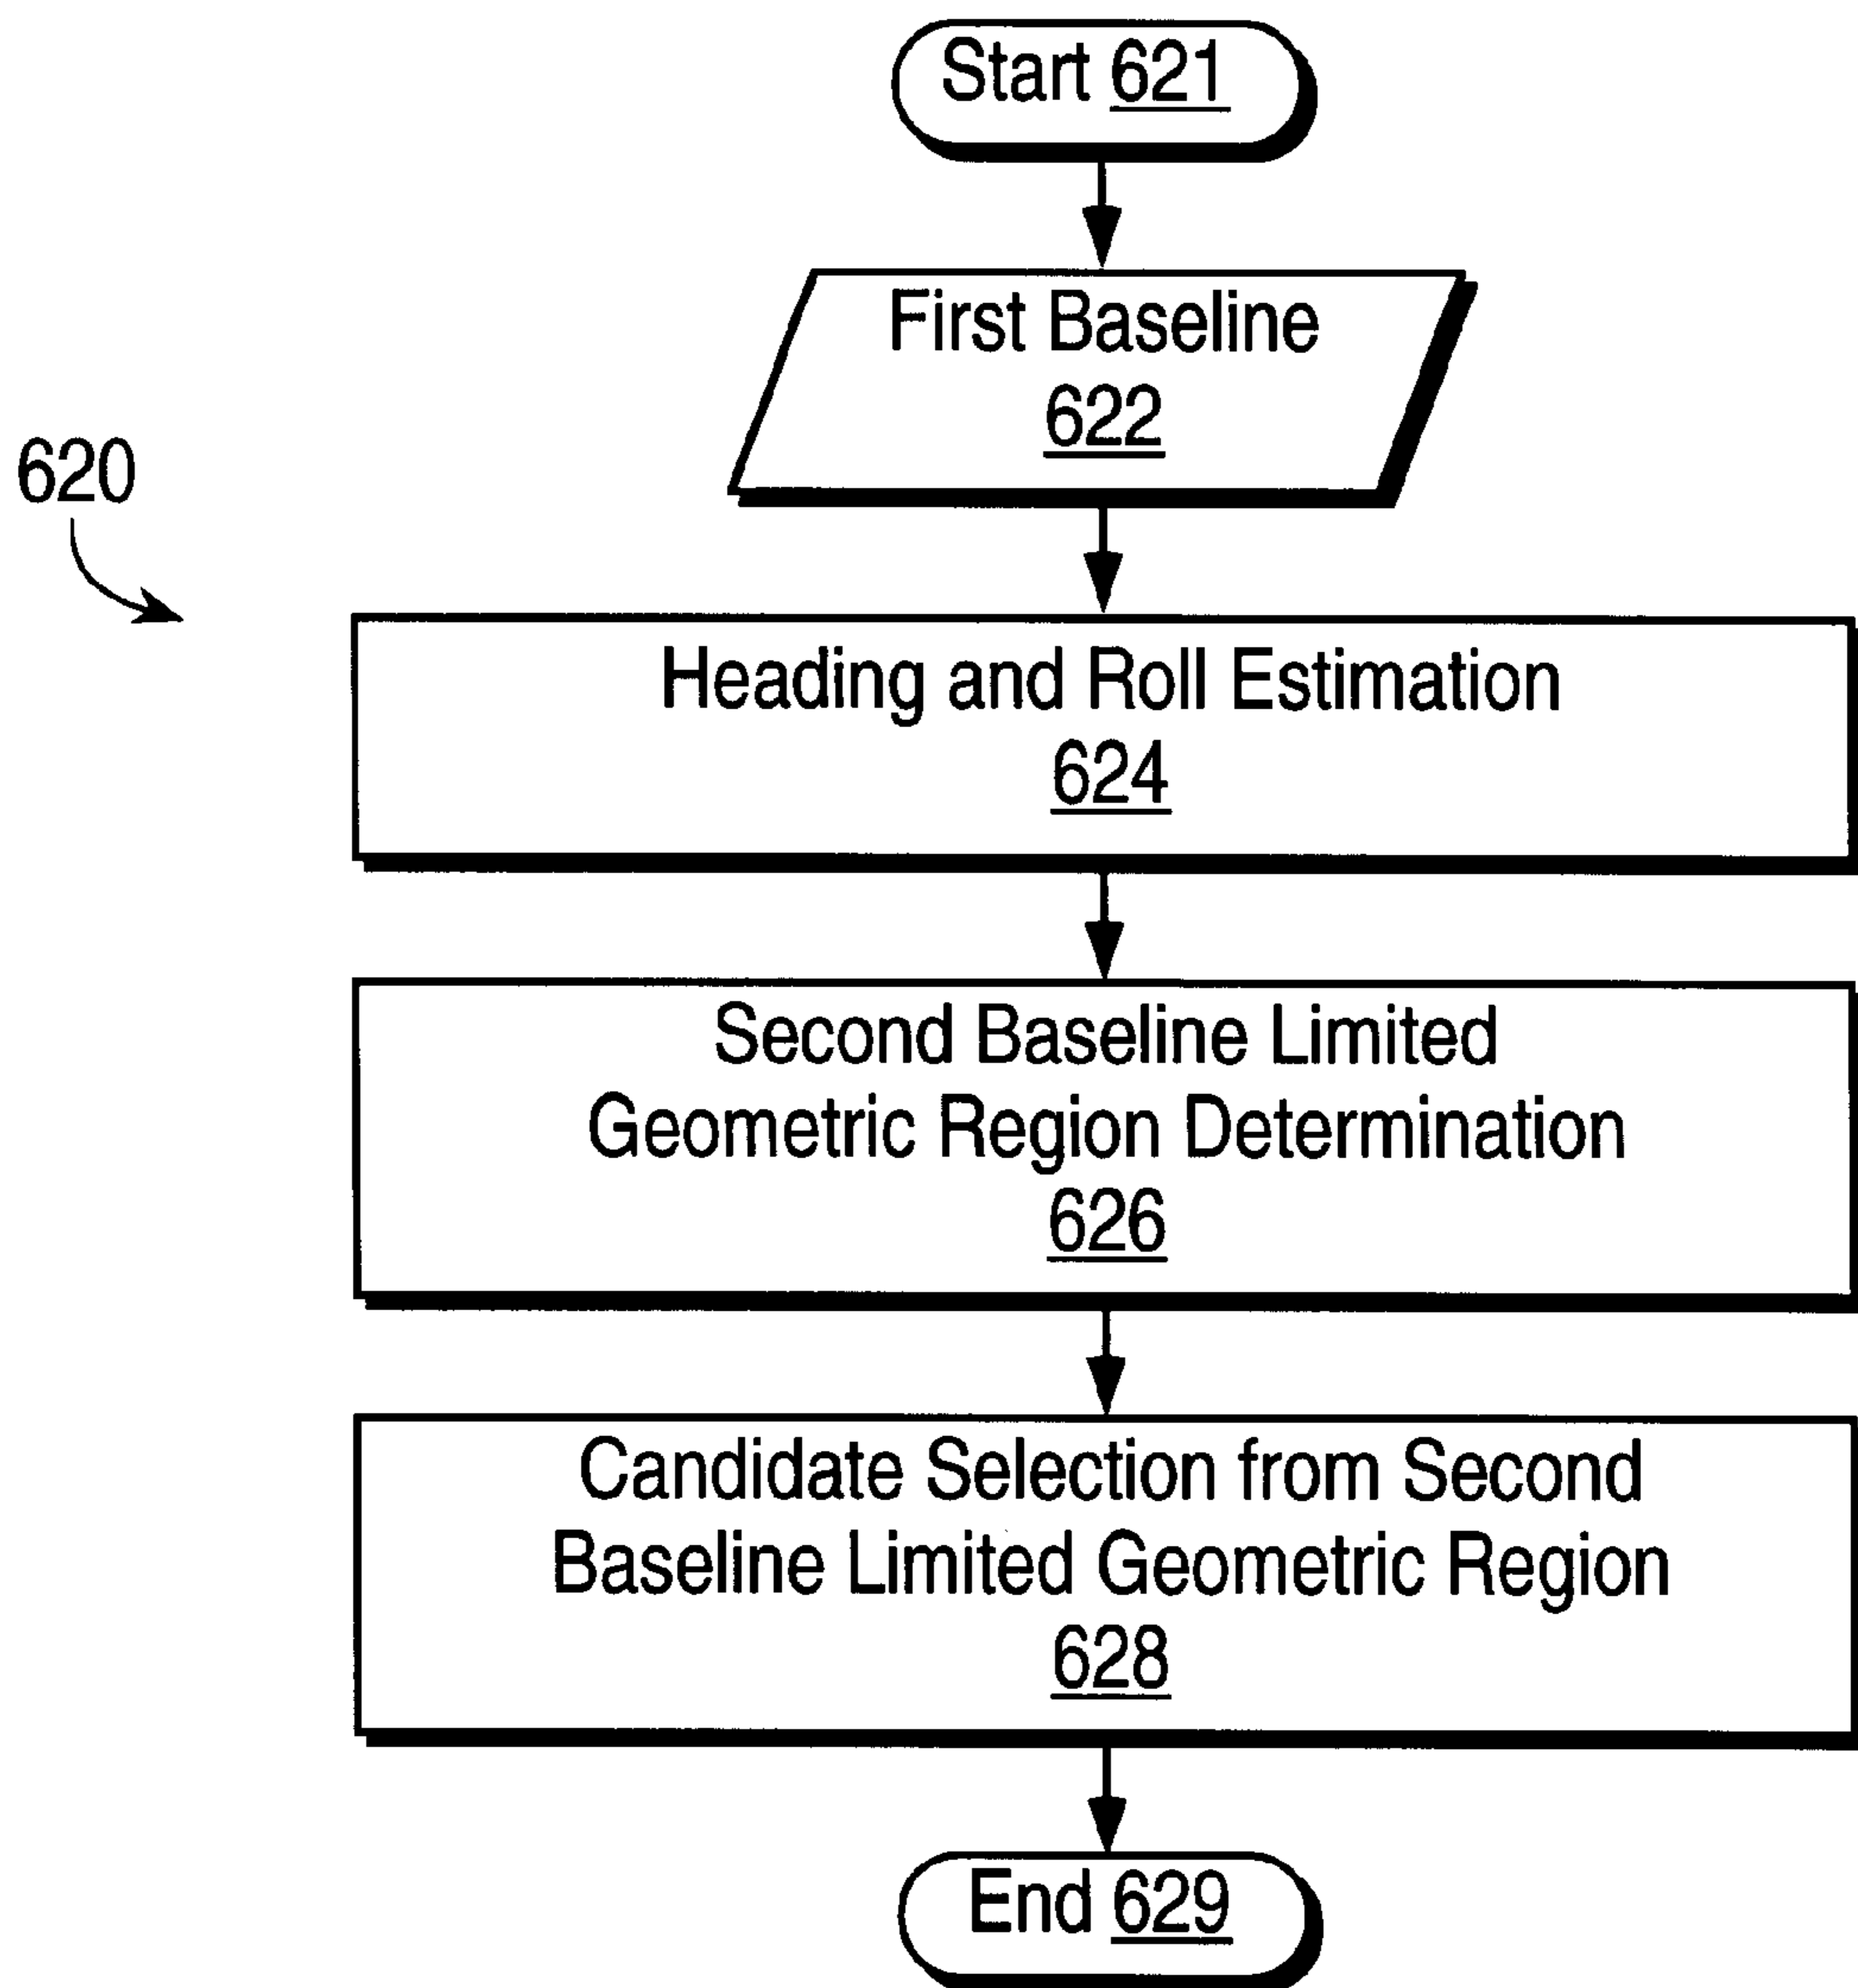 Start 621
First Baseline
622
620
Heading and Roll Estimation
624
Second Baseline Limited
Geometric Region Determination
626
Candidate Selection from Second
Baseline Limited Geometric Region
628
End 629